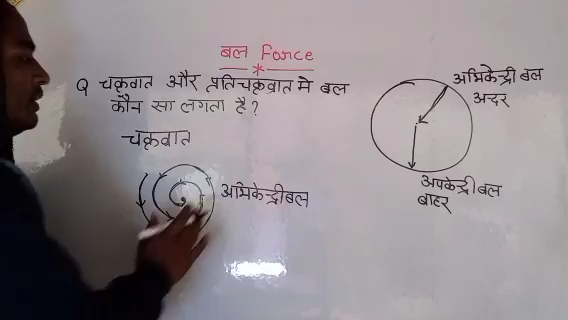 बल Force
Q चक्रवात और प्रतिचक्रवात मे बल
कौन सा लगता है?
चक्रवात
अभिकेन्द्री बल
अभिकेन्द्री बल
अन्दर
अपकेन्द्री बल
बाहर